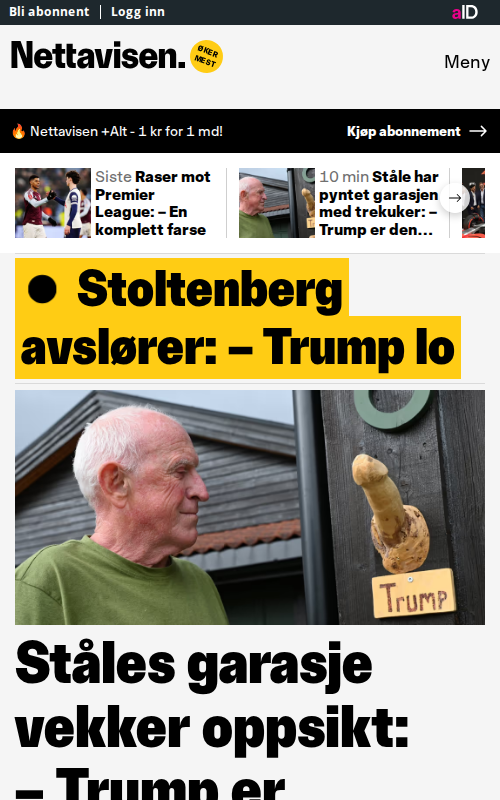 Bli abonnent
Logg inn
aID
Nettavisen.
ØKER
MEST
Meny
🔥 Nettavisen +Alt - 1 kr for 1 md!
Kjøp abonnement
Siste Raser mot
Premier
League: – En
komplett farse
10 min Ståle har
pyntet garasjen
med trekuker: –
Trump er den...
Stoltenberg
avslører: – Trump lo
Trump
Ståles garasje
vekker oppsikt:
– Trump er